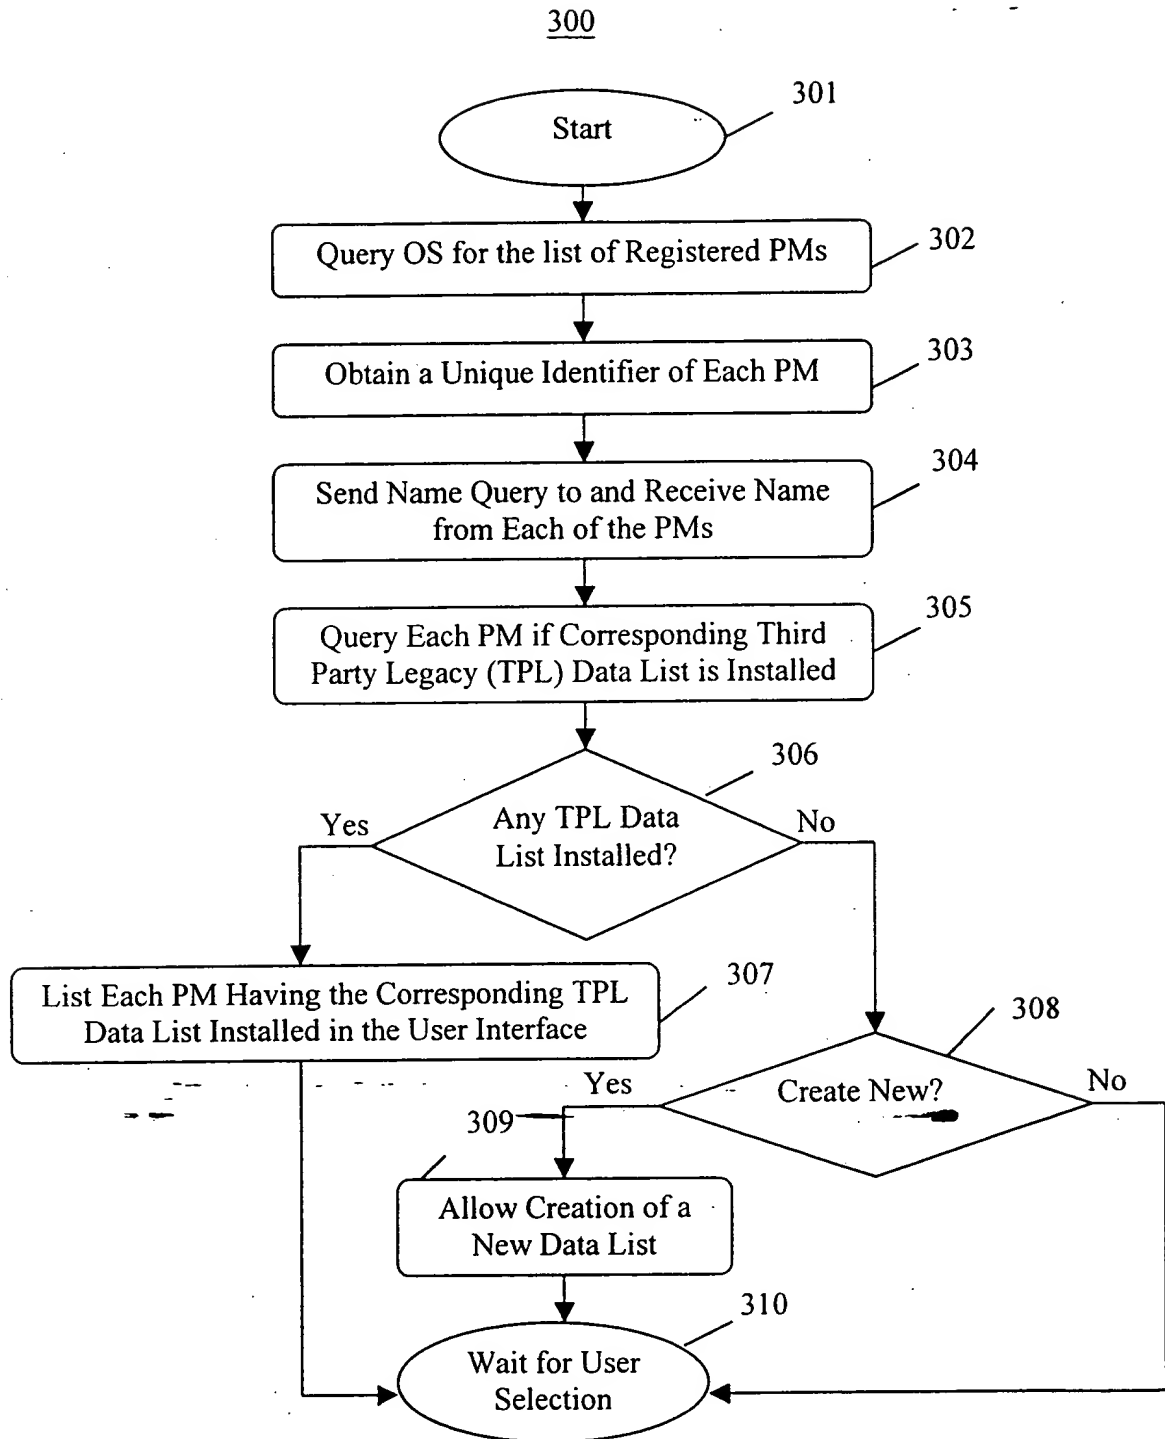 300
301
Start
302
Query OS for the list of Registered PMs
303
Obtain a Unique Identifier of Each PM
304
Send Name Query to and Receive Name
from Each of the PMs
305
Query Each PM if Corresponding Third
Party Legacy (TPL) Data List is Installed
306
Any TPL Data
List Installed?
Yes
No
307
List Each PM Having the Corresponding TPL
Data List Installed in the User Interface
308
Create New?
Yes
No
309
Allow Creation of a
New Data List
310
Wait for User
Selection